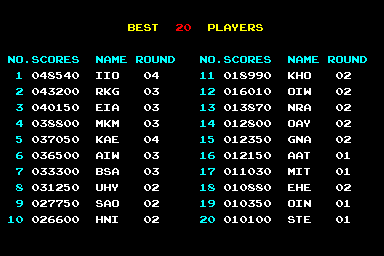 BEST 20 PLAYERS
NO. SCORES NAME ROUND NO. SCORES NAME ROUND
1 048540 IIO 04 11 018990 KHO 02
2 043200 RKG 03 12 016010 OIW 02
3 040150 EIA 03 13 013870 NRA 02
4 038800 MKM 03 14 012800 OAY 02
5 037050 KAE 04 15 012350 GNA 02
6 036500 AIW 03 16 012150 AAT 01
7 033300 BSA 03 17 011030 MIT 01
8 031250 UHY 02 18 010880 EHE 02
9 027750 SAO 02 19 010350 OIN 01
10 026600 HNI 02 20 010100 STE 01